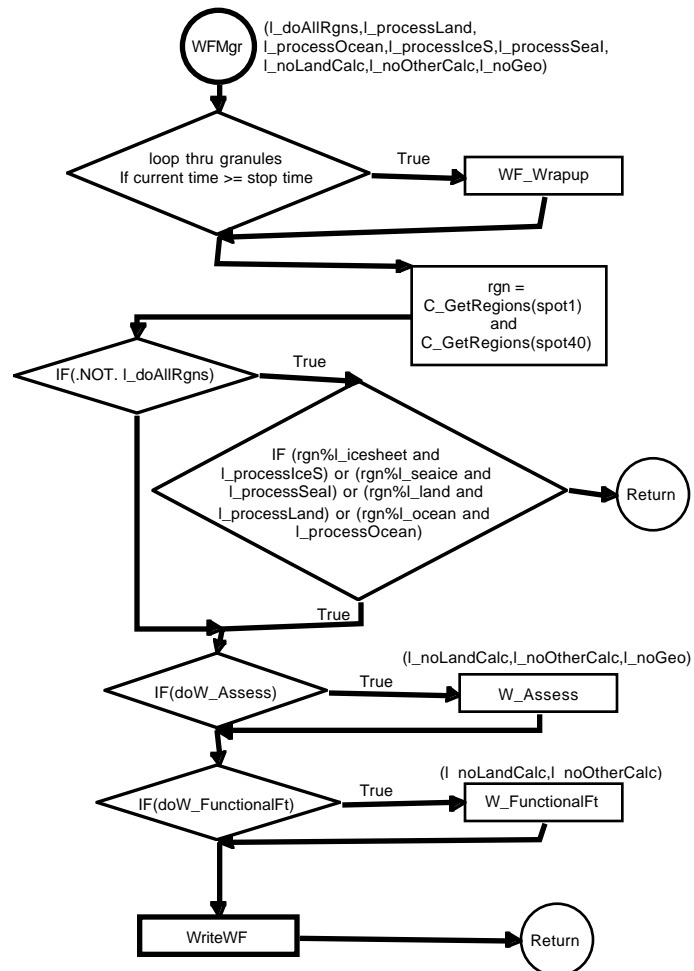 WFMgr
(l_doAllRgns,l_processLand,
l_processOcean,l_processIceS,l_processSeaI,
l_noLandCalc,l_noOtherCalc,l_noGeo)
loop thru granules
If current time >= stop time
True
WF_Wrapup
rgn =
C_GetRegions(spot1)
and
C_GetRegions(spot40)
IF(.NOT. l_doAllRgns)
True
IF (rgn%l_icesheet and
l_processIceS) or (rgn%l_seaice and
l_processSeaI) or (rgn%l_land and
l_processLand) or (rgn%l_ocean and
l_processOcean)
Return
True
(l_noLandCalc,l_noOtherCalc,l_noGeo)
IF(doW_Assess)
True
W_Assess
(l_noLandCalc,l_noOtherCalc)
IF(doW_FunctionalFt)
True
W_FunctionalFt
WriteWF
Return